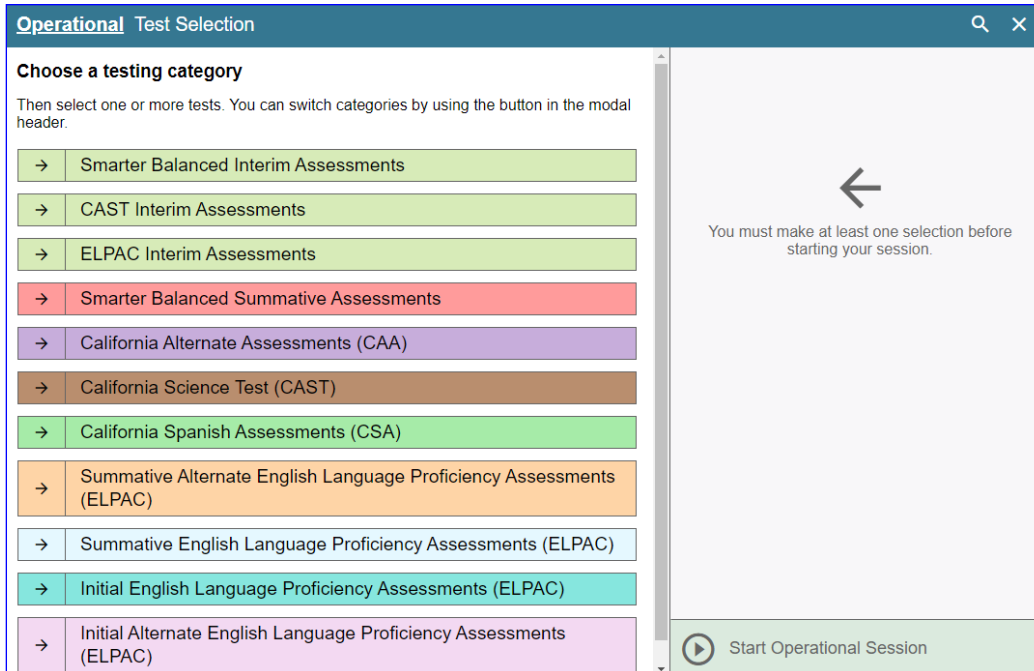 Operational Test Selection
Choose a testing category
Then select one or more tests. You can switch categories by using the button in the modal
header.
Smarter Balanced Interim Assessments
CAST Interim Assessments
ELPAC Interim Assessments
Smarter Balanced Summative Assessments
California Alternate Assessments (CAA)
California Science Test (CAST)
California Spanish Assessments (CSA)
Summative Alternate English Language Proficiency Assessments
(ELPAC)
Summative English Language Proficiency Assessments (ELPAC)
Initial English Language Proficiency Assessments (ELPAC)
Initial Alternate English Language Proficiency Assessments
(ELPAC)
You must make at least one selection before
starting your session.
Start Operational Session